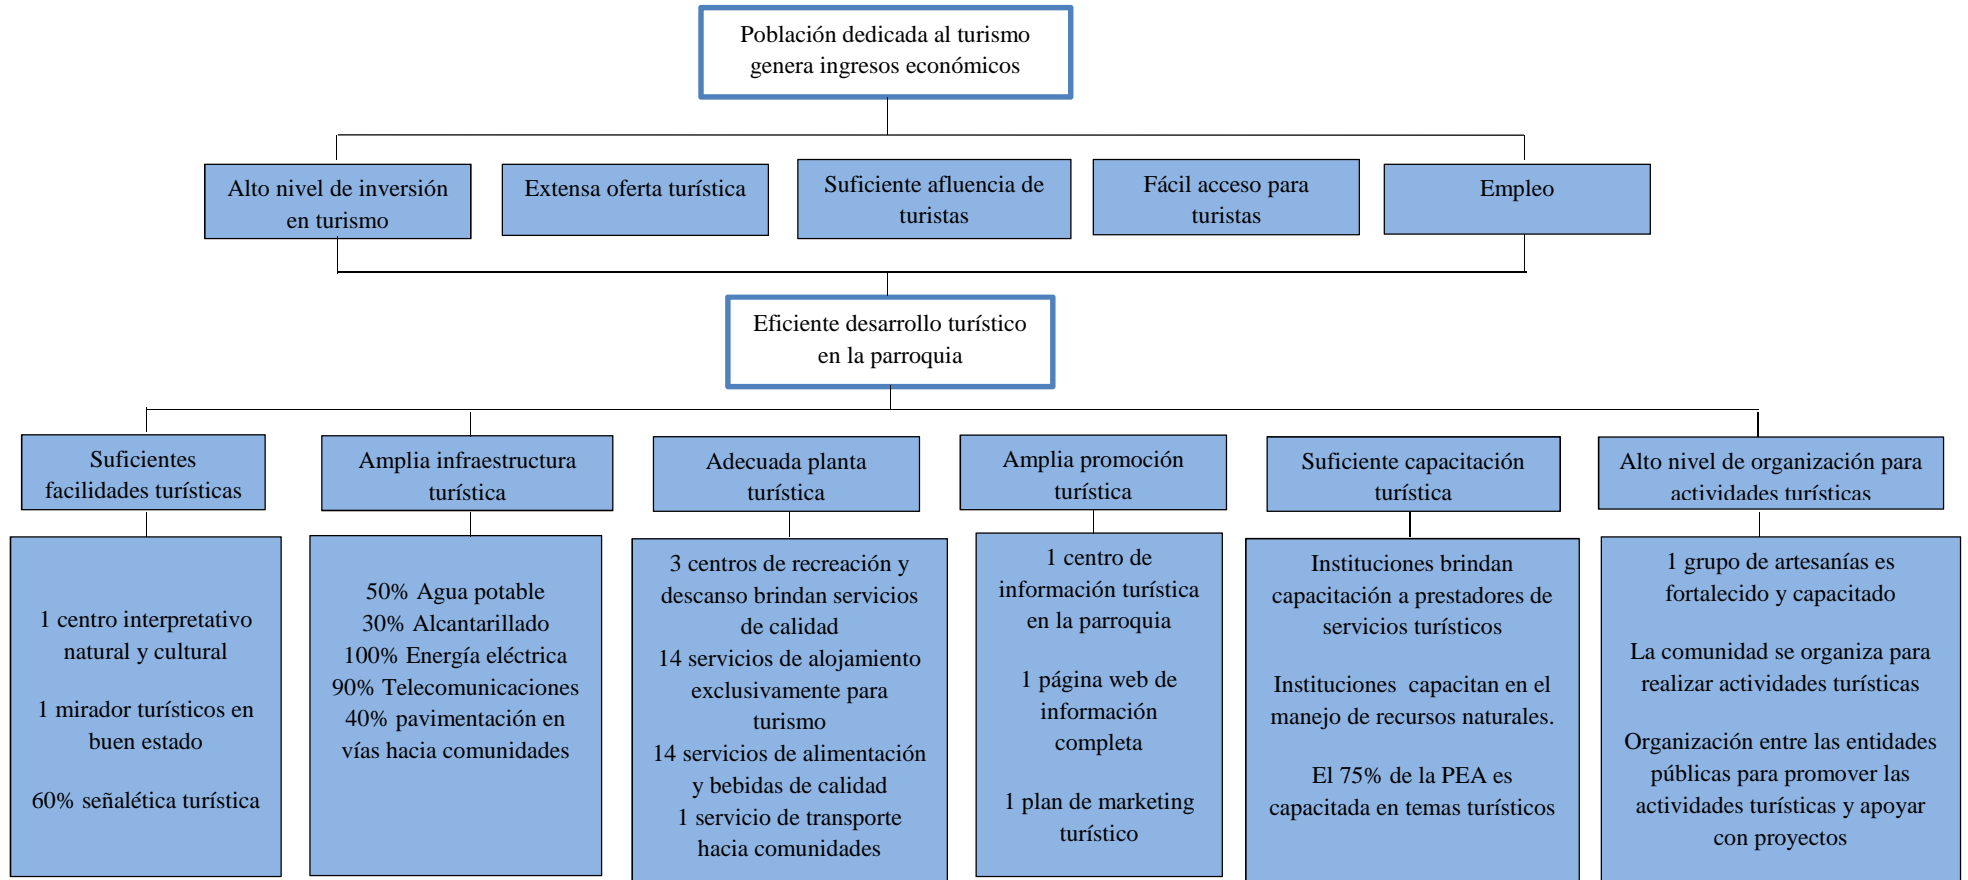 Población dedicada al turismo
genera ingresos económicos
Alto nivel de inversión
en turismo
Extensa oferta turística
Suficiente afluencia de
turistas
Fácil acceso para
turistas
Empleo
Eficiente desarrollo turístico
en la parroquia
Suficientes
facilidades turísticas
Amplia infraestructura
turística
Adecuada planta
turística
Amplia promoción
turística
Suficiente capacitación
turística
Alto nivel de organización para
actividades turísticas
1 centro interpretativo
natural y cultural
1 mirador turísticos en
buen estado
60% señalética turística
50% Agua potable
30% Alcantarillado
100% Energía eléctrica
90% Telecomunicaciones
40% pavimentación en
vías hacia comunidades
3 centros de recreación y
descanso brindan servicios
de calidad
14 servicios de alojamiento
exclusivamente para
turismo
14 servicios de alimentación
y bebidas de calidad
1 servicio de transporte
hacia comunidades
1 centro de
información turística
en la parroquia
1 página web de
información
completa
1 plan de marketing
turístico
Instituciones brindan
capacitación a prestadores de
servicios turísticos
Instituciones  capacitan en el
manejo de recursos naturales.
El 75% de la PEA es
capacitada en temas turísticos
1 grupo de artesanías es
fortalecido y capacitado
La comunidad se organiza para
realizar actividades turísticas
Organización entre las entidades
públicas para promover las
actividades turísticas y apoyar
con proyectos